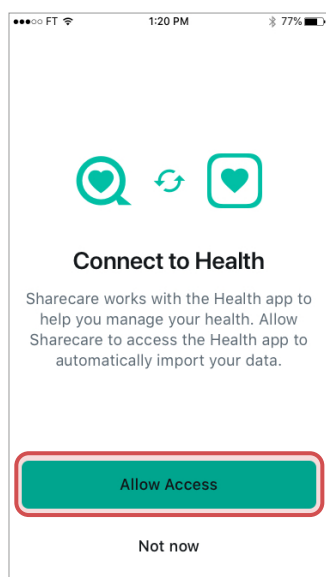 ●●●○○ FT 1:20 PM 77%
Connect to Health
Sharecare works with the Health app to
help you manage your health. Allow
Sharecare to access the Health app to
automatically import your data.
Allow Access
Not now